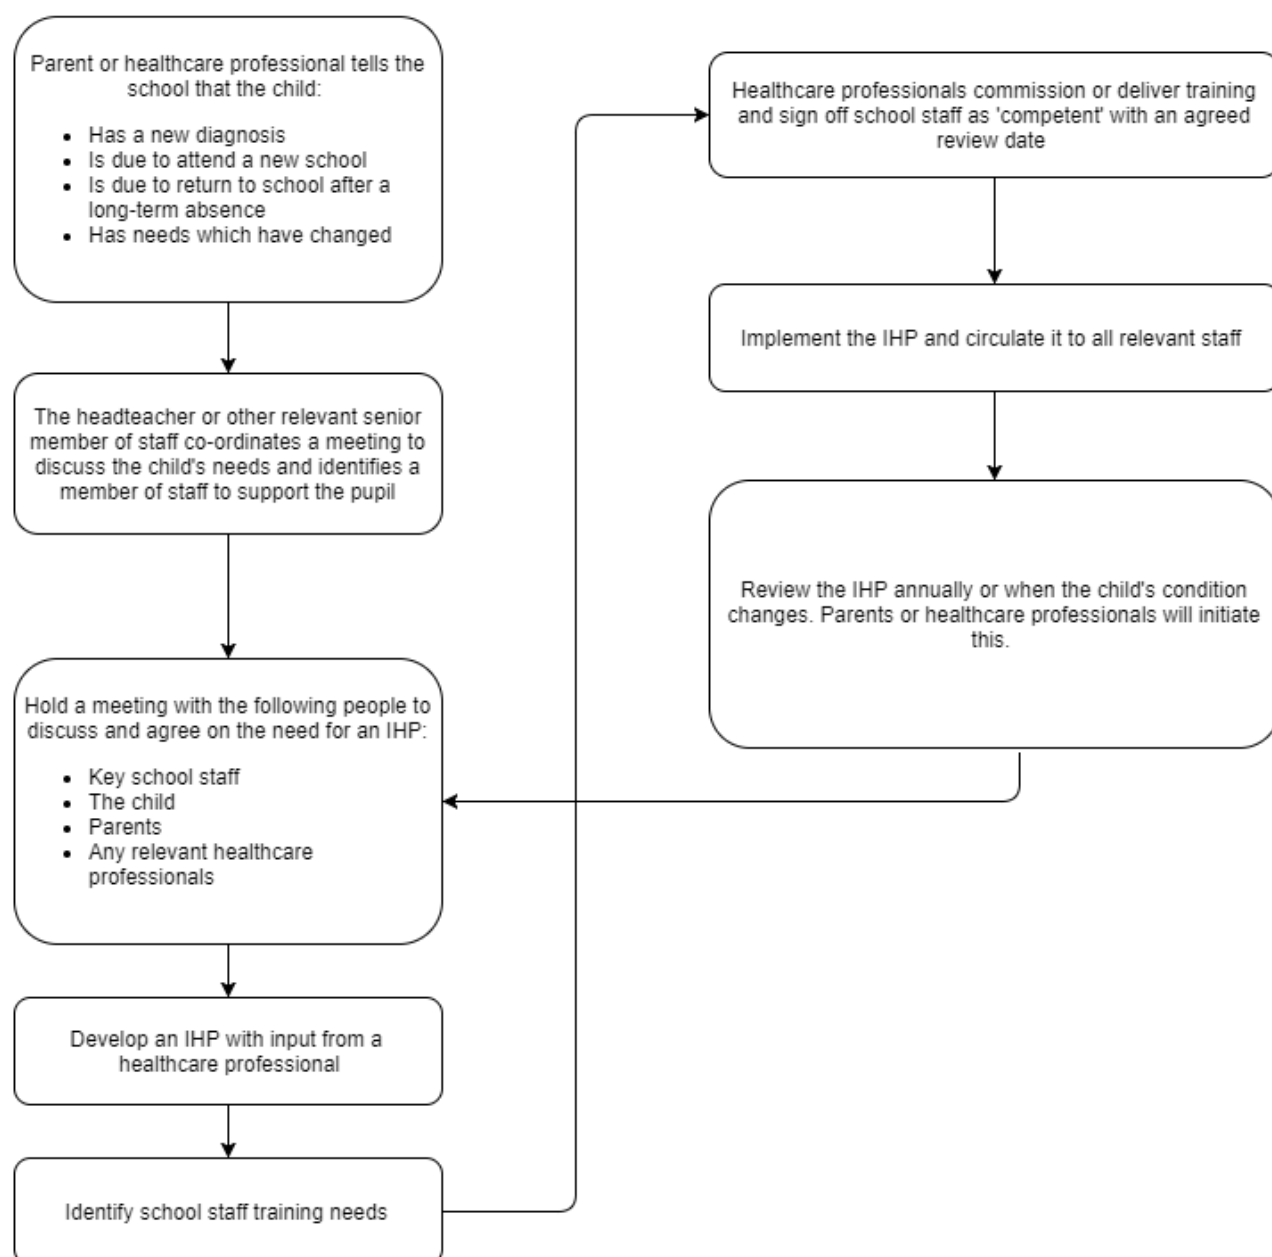 Parent or healthcare professional tells the
school that the child:
• Has a new diagnosis
• Is due to attend a new school
• Is due to return to school after a
long-term absence
• Has needs which have changed
The headteacher or other relevant senior
member of staff co-ordinates a meeting to
discuss the child's needs and identifies a
member of staff to support the pupil
Hold a meeting with the following people to
discuss and agree on the need for an IHP:
• Key school staff
• The child
• Parents
• Any relevant healthcare
professionals
Develop an IHP with input from a
healthcare professional
Identify school staff training needs
Healthcare professionals commission or deliver training
and sign off school staff as 'competent' with an agreed
review date
Implement the IHP and circulate it to all relevant staff
Review the IHP annually or when the child's condition
changes. Parents or healthcare professionals will initiate
this.